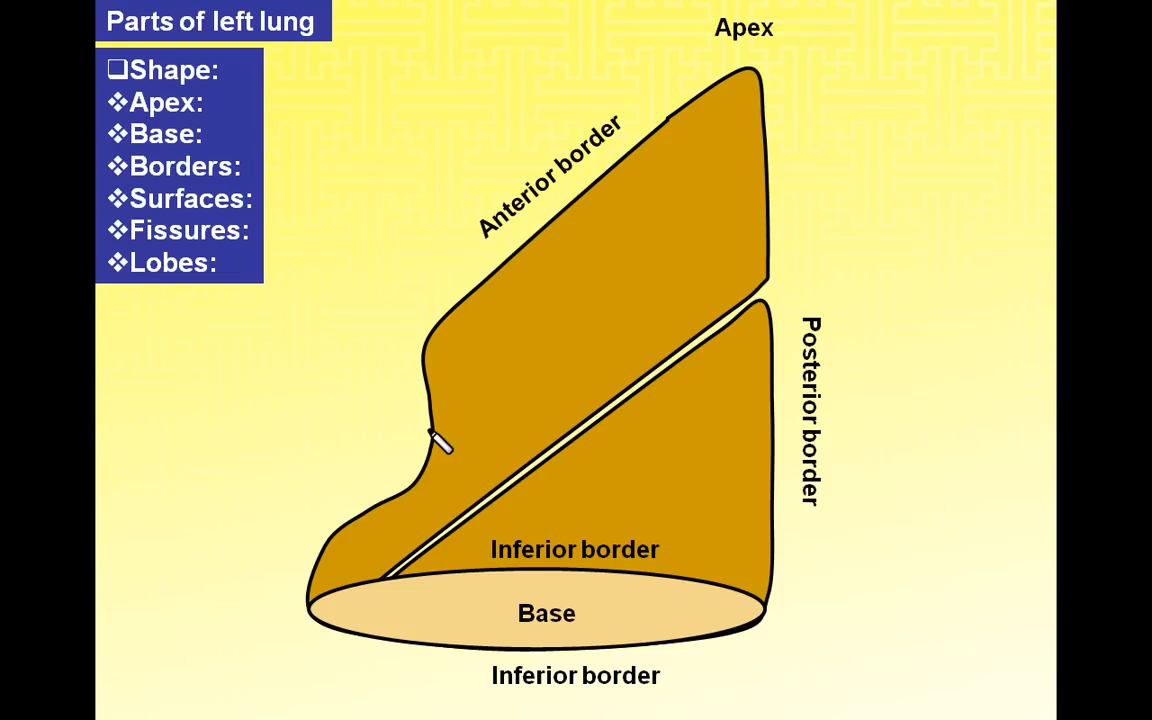 Parts of left lung
❑Shape:
❖Apex:
❖Base:
❖Borders:
❖Surfaces:
❖Fissures:
❖Lobes:
Apex
Anterior border
Posterior border
Inferior border
Base
Inferior border